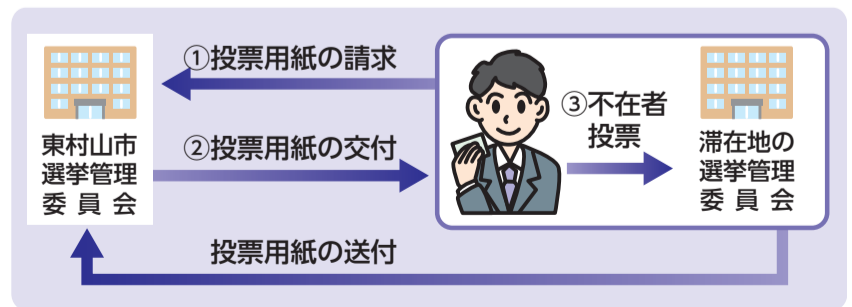 ①投票用紙の請求
東村山市
選挙管理
委員会
②投票用紙の交付
③不在者
投票
滞在地の
選挙管理
委員会
投票用紙の送付